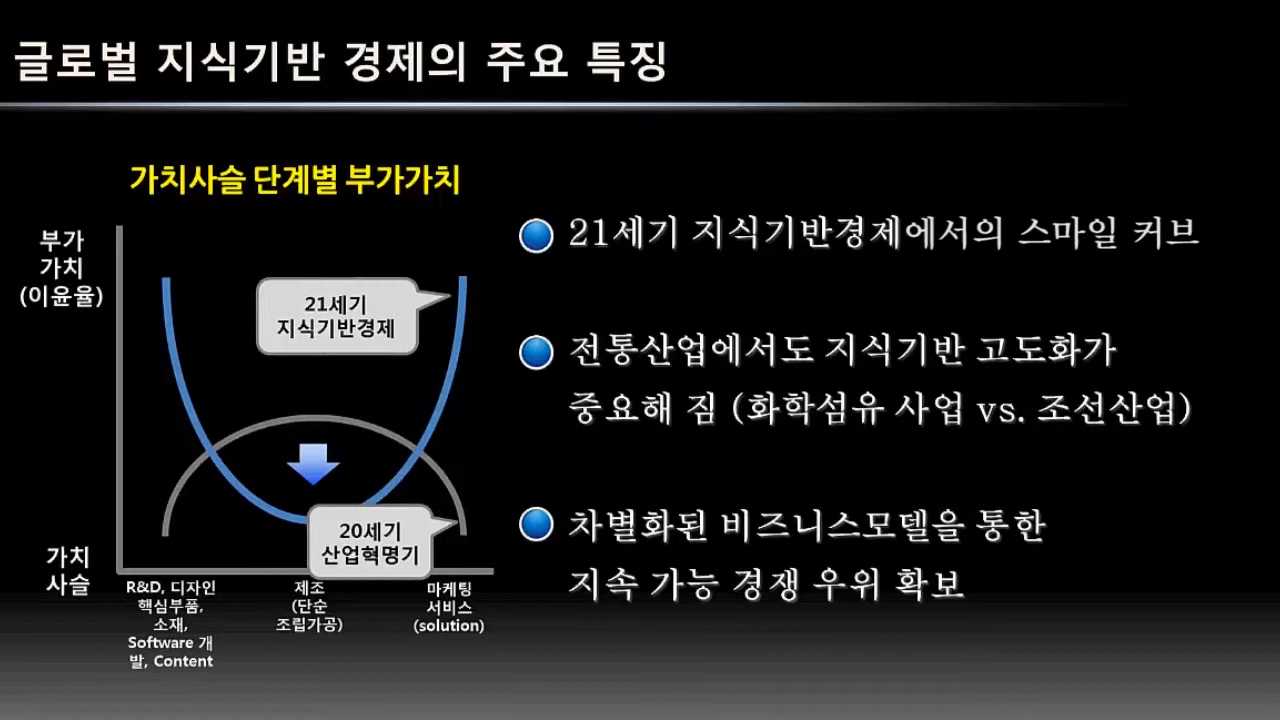 글로벌 지식기반 경제의 주요 특징
가치사슬 단계별 부가가치
부가
가치
(이윤율)
21세기
지식기반경제
20세기
산업혁명기
가치
사슬
R&D, 디자인
핵심부품,
소재,
Software 개
발, Content
제조
(단순
조립가공)
마케팅
서비스
(solution)
21세기 지식기반경제에서의 스마일 커브
전통산업에서도 지식기반 고도화가
중요해 짐 (화학섬유 사업 vs. 조선산업)
차별화된 비즈니스모델을 통한
지속 가능 경쟁 우위 확보